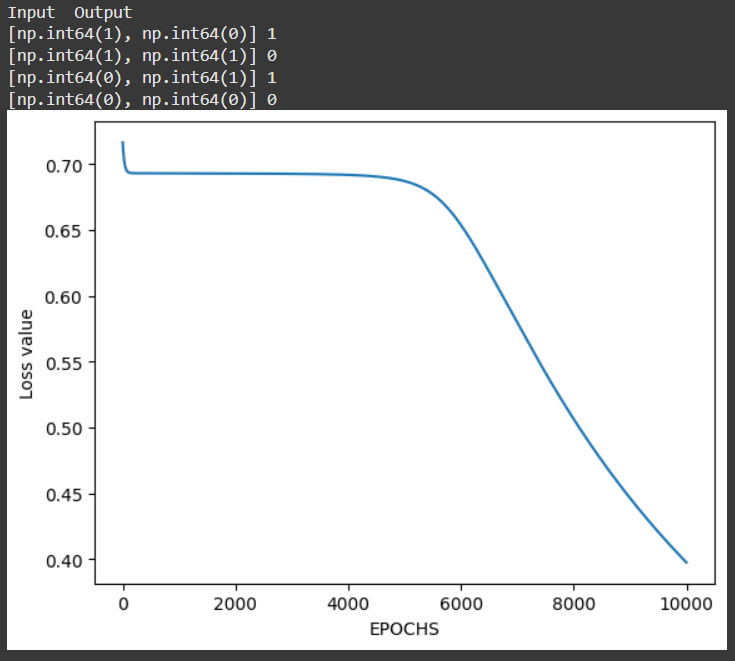 Input  Output
[np.int64(1), np.int64(0)] 1
[np.int64(1), np.int64(1)] 0
[np.int64(0), np.int64(1)] 1
[np.int64(0), np.int64(0)] 0
0.70
0.65
0.60
0.55
0.50
0.45
0.40
Loss value
0 2000 4000 6000 8000 10000
EPOCHS